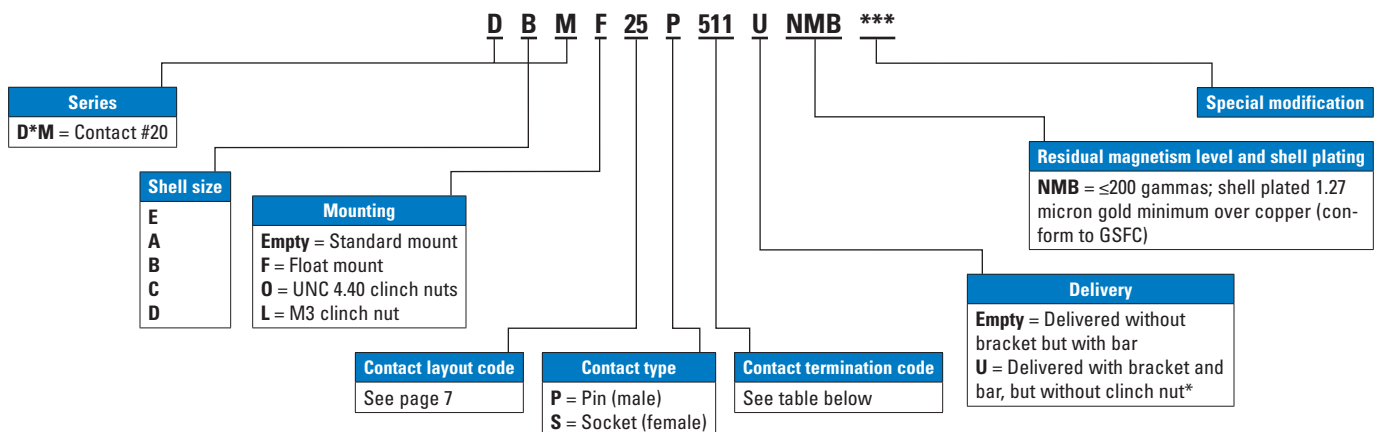 D B M F 25 P 511 U NMB ***
Series
D*M = Contact #20
Special modification
Residual magnetism level and shell plating
NMB = ≤200 gammas; shell plated 1.27
micron gold minimum over copper (con-
form to GSFC)
Shell size
E
A
B
C
D
Mounting
Empty = Standard mount
F = Float mount
O = UNC 4.40 clinch nuts
L = M3 clinch nut
Delivery
Empty = Delivered without
bracket but with bar
U = Delivered with bracket and
bar, but without clinch nut*
Contact layout code
See page 7
Contact type
P = Pin (male)
S = Socket (female)
Contact termination code
See table below